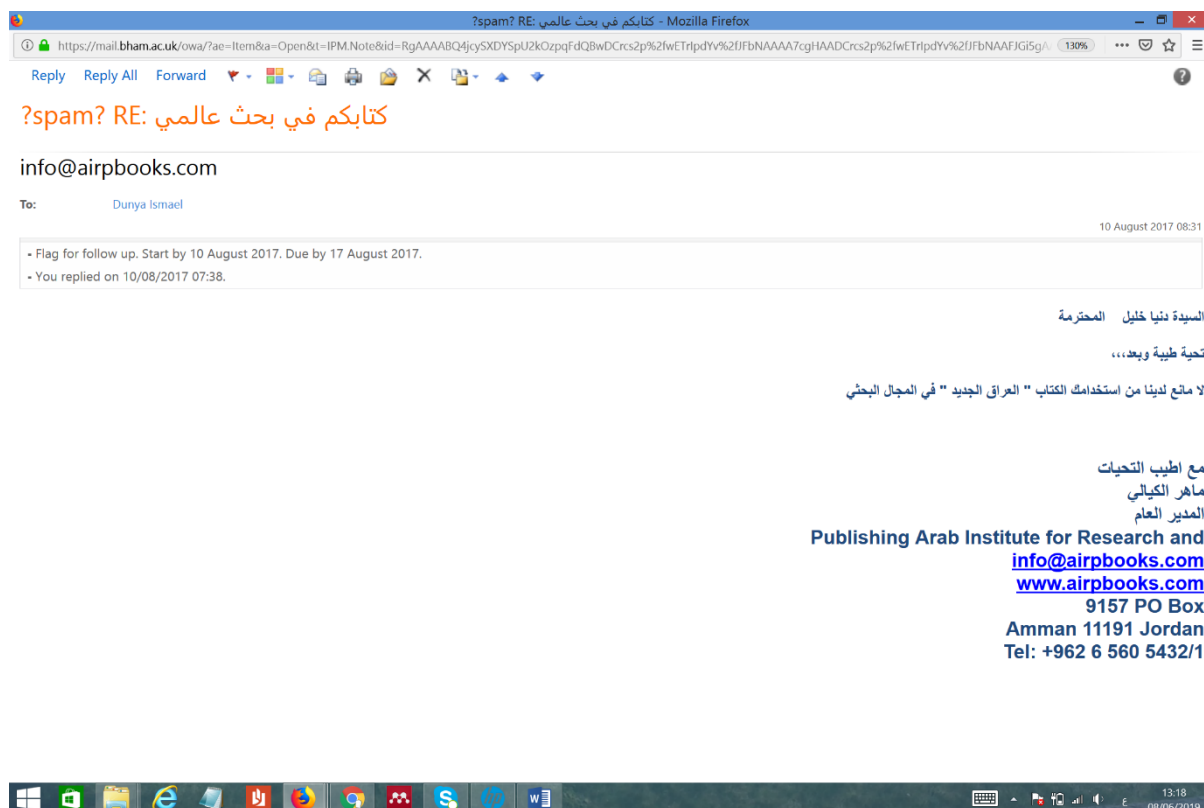 ?spam? RE: كتابكم في بحث عالمي - Mozilla Firefox
https://mail.bham.ac.uk/owa/?ae=Item&a=Open&t=IPM.Note&id=
130%
Reply Reply All Forward
?spam? RE: كتابكم في بحث عالمي
info@airpbooks.com
To: Dunya Ismael
10 August 2017 08:31
- Flag for follow up. Start by 10 August 2017. Due by 17 August 2017.
- You replied on 10/08/2017 07:38.
السيدة دنيا خليل المحترمة
تحية طيبة وبعد،،،
لا مانع لدينا من استخدامك الكتاب " العراق الجديد " في المجال البحثي
مع اطيب التحيات
ماهر الكيالي
المدير العام
Publishing Arab Institute for Research and
info@airpbooks.com
www.airpbooks.com
9157 PO Box
Amman 11191 Jordan
Tel: +962 6 560 5432/1
ع
13:18